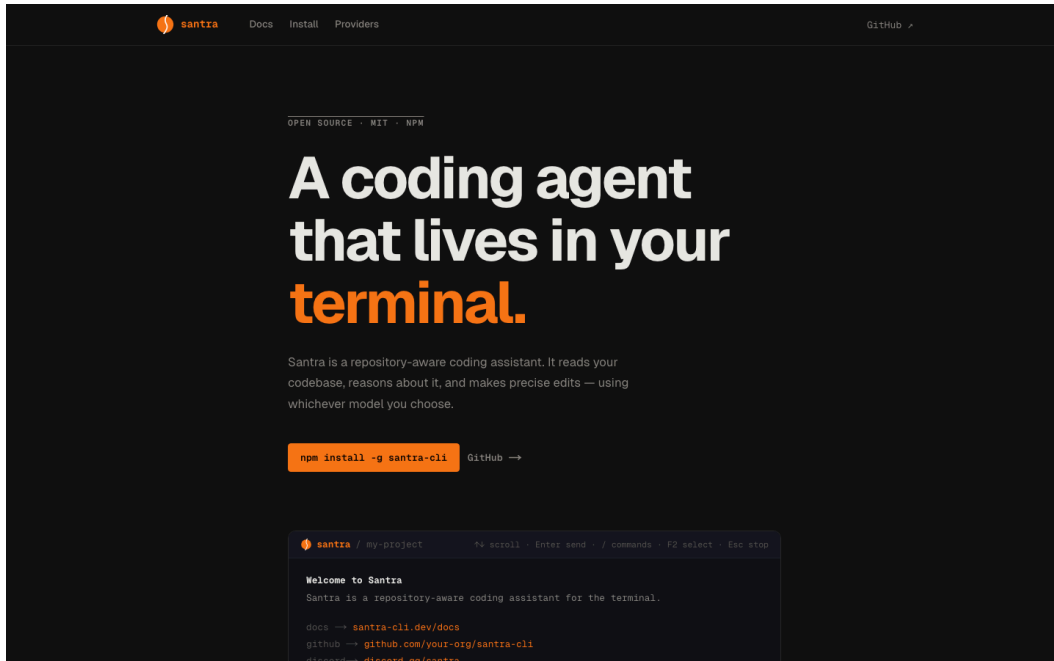 santra Docs Install Providers GitHub ↗
OPEN SOURCE · MIT · NPM
A coding agent
that lives in your
terminal.
Santra is a repository-aware coding assistant. It reads your
codebase, reasons about it, and makes precise edits — using
whichever model you choose.
npm install -g santra-cli GitHub →
santra / my-project ↑↓ scroll · Enter send · / commands · F2 select · Esc stop
Welcome to Santra
Santra is a repository-aware coding assistant for the terminal.
docs → santra-cli.dev/docs
github → github.com/your-org/santra-cli
discord→ discord.gg/santra